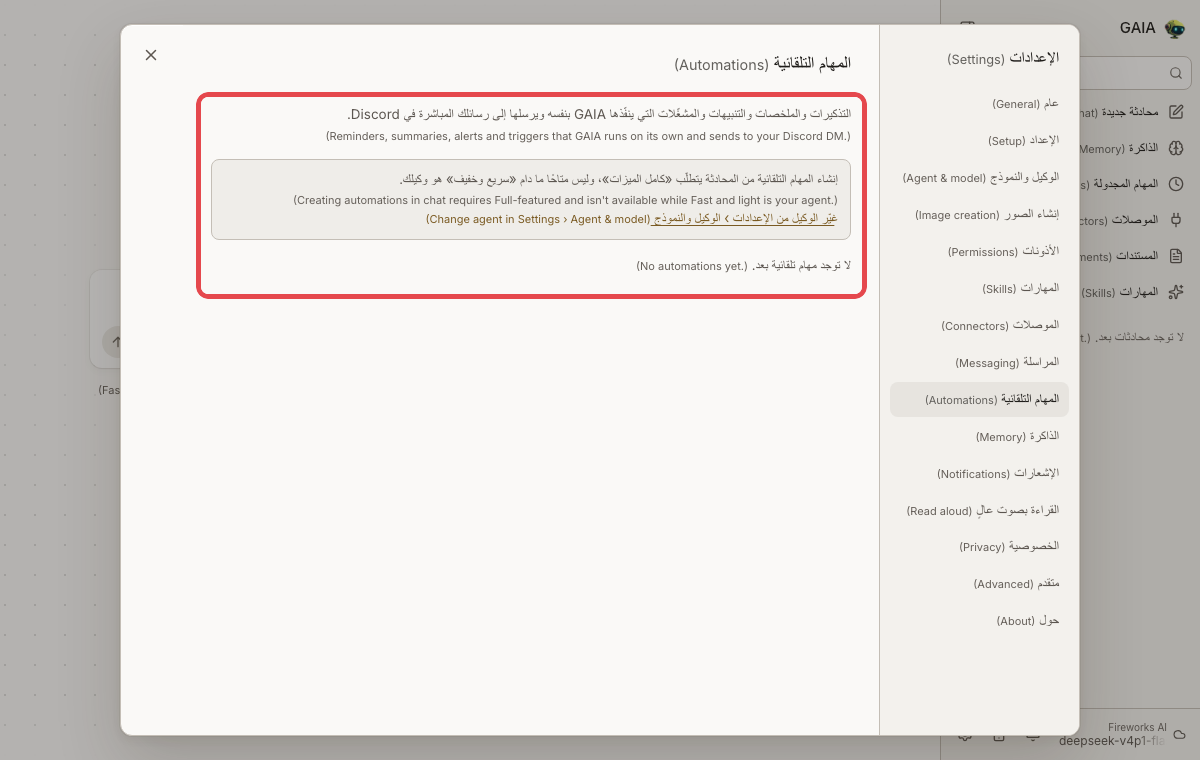 GAIA
محادثة جديدة
الذاكرة (Memory)
المهام المجدولة
الموصلات
المستندات
المهارات (Skills)
لا توجد محادثات بعد.
Fireworks AI
deepseek-v4p1-fla
الإعدادات (Settings)
عام (General)
الإعداد (Setup)
الوكيل والنموذج (Agent & model)
إنشاء الصور (Image creation)
الأذونات (Permissions)
المهارات (Skills)
الموصلات (Connectors)
المراسلة (Messaging)
المهام التلقائية (Automations)
الذاكرة (Memory)
الإشعارات (Notifications)
القراءة بصوت عالٍ (Read aloud)
الخصوصية (Privacy)
متقدم (Advanced)
حول (About)
المهام التلقائية (Automations)
التذكيرات والملخصات والتنبيهات والمشغّلات التي ينفّذها GAIA بنفسه ويرسلها إلى رسائلك المباشرة في Discord.
(Reminders, summaries, alerts and triggers that GAIA runs on its own and sends to your Discord DM.)
إنشاء المهام التلقائية من المحادثة يتطلّب «كامل الميزات»، وليس متاحًا ما دام «سريع وخفيف» هو وكيلك.
(Creating automations in chat requires Full-featured and isn't available while Fast and light is your agent.)
غيّر الوكيل من الإعدادات › الوكيل والنموذج (Change agent in Settings › Agent & model)
لا توجد مهام تلقائية بعد. (No automations yet.)